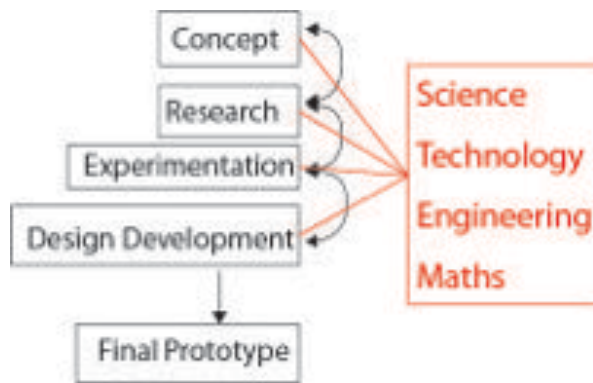 Concept
Research
Experimentation
Design Development
Final Prototype
Science
Technology
Engineering
Maths